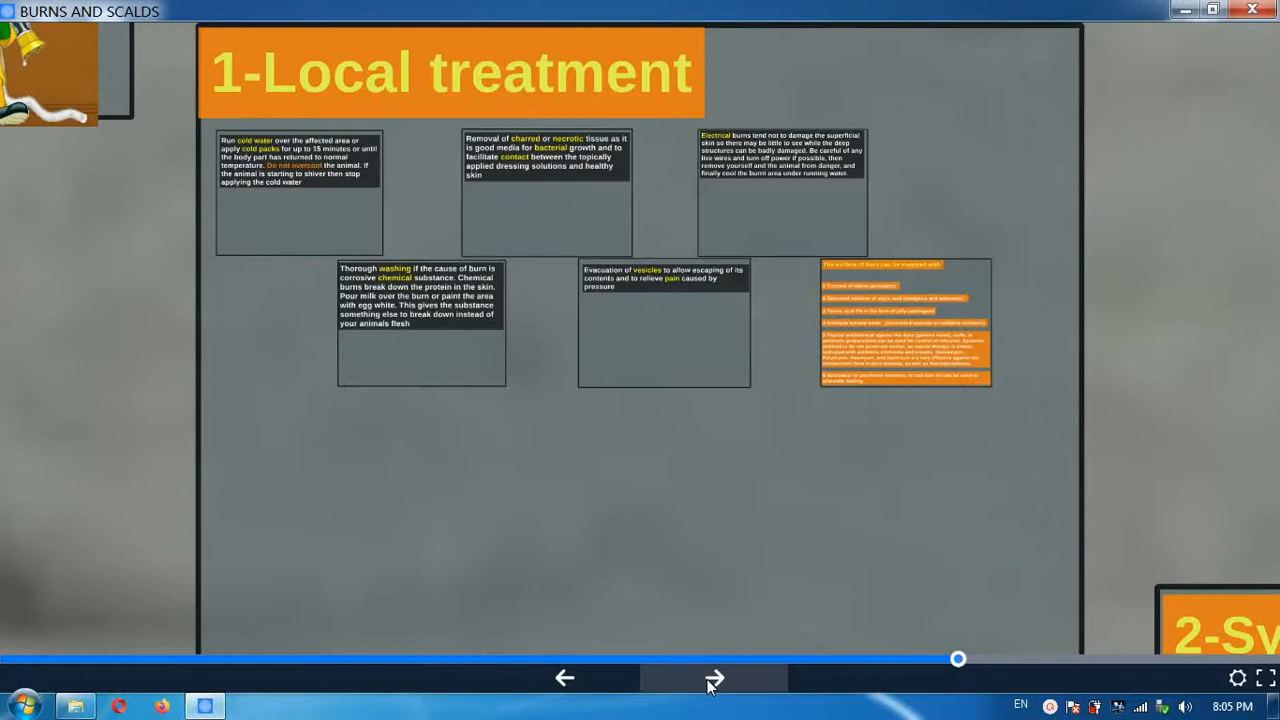 BURNS AND SCALDS
1-Local treatment
Run cold water over the affected area or
apply cold packs for up to 15 minutes or until
the body part has returned to normal
temperature. Do not overcool the animal. If
the animal is starting to shiver then stop
applying the cold water
Removal of charred or necrotic tissue as it
is good media for bacterial growth and to
facilitate contact between the topically
applied dressing solutions and healthy
skin
Electrical burns tend not to damage the superficial
skin so there may be little to see while the deep
structures can be badly damaged. Be careful of any
live wires and turn off power if possible, then
remove yourself and the animal from danger, and
finally cool the burnt area under running water.
Thorough washing if the cause of burn is
corrosive chemical substance. Chemical
burns break down the protein in the skin.
Pour milk over the burn or paint the area
with egg white. This gives the substance
something else to break down instead of
your animals flesh
Evacuation of vesicles to allow escaping of its
contents and to relieve pain caused by
pressure
The surface of burn can be
2-Sy
EN
8:05 PM